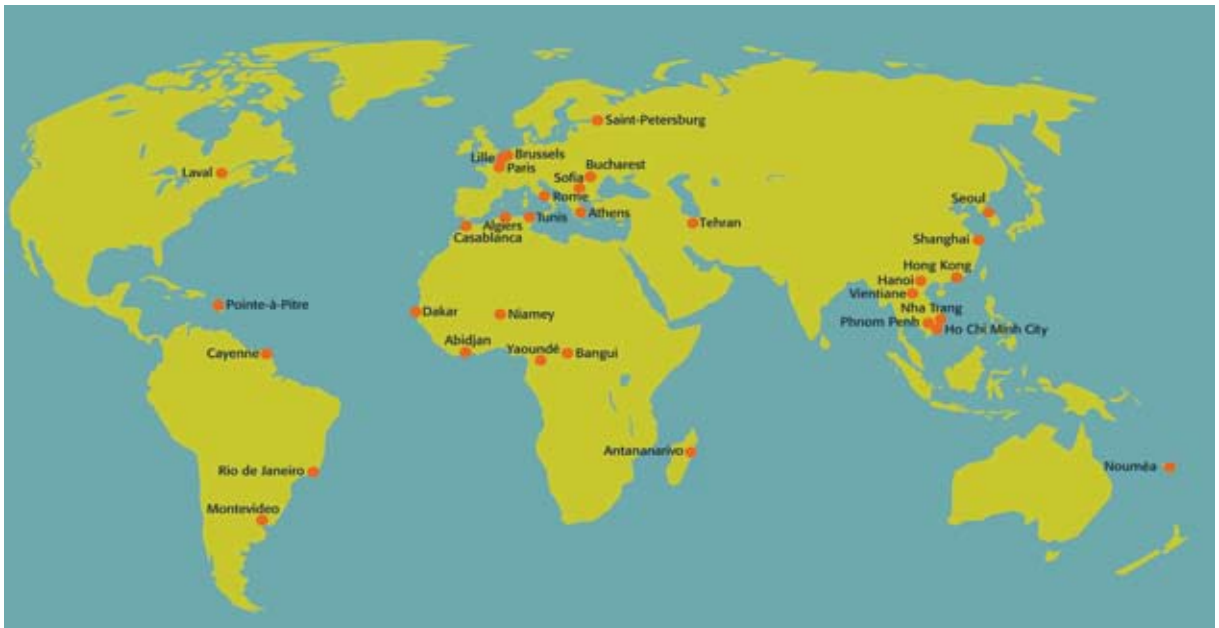 Saint-Petersburg
Lille
Brussels
Paris
Bucharest
Laval
Sofia
Rome
Seoul
Algiers
Tunis
Athens
Tehran
Casablanca
Shanghai
Hong Kong
Hanoi
Vientiane
Pointe-à-Pitre
Dakar
Niamey
Nha Trang
Phnom Penh
Ho Chi Minh City
Abidjan
Yaoundé
Bangui
Cayenne
Antananarivo
Rio de Janeiro
Nouméa
Montevideo